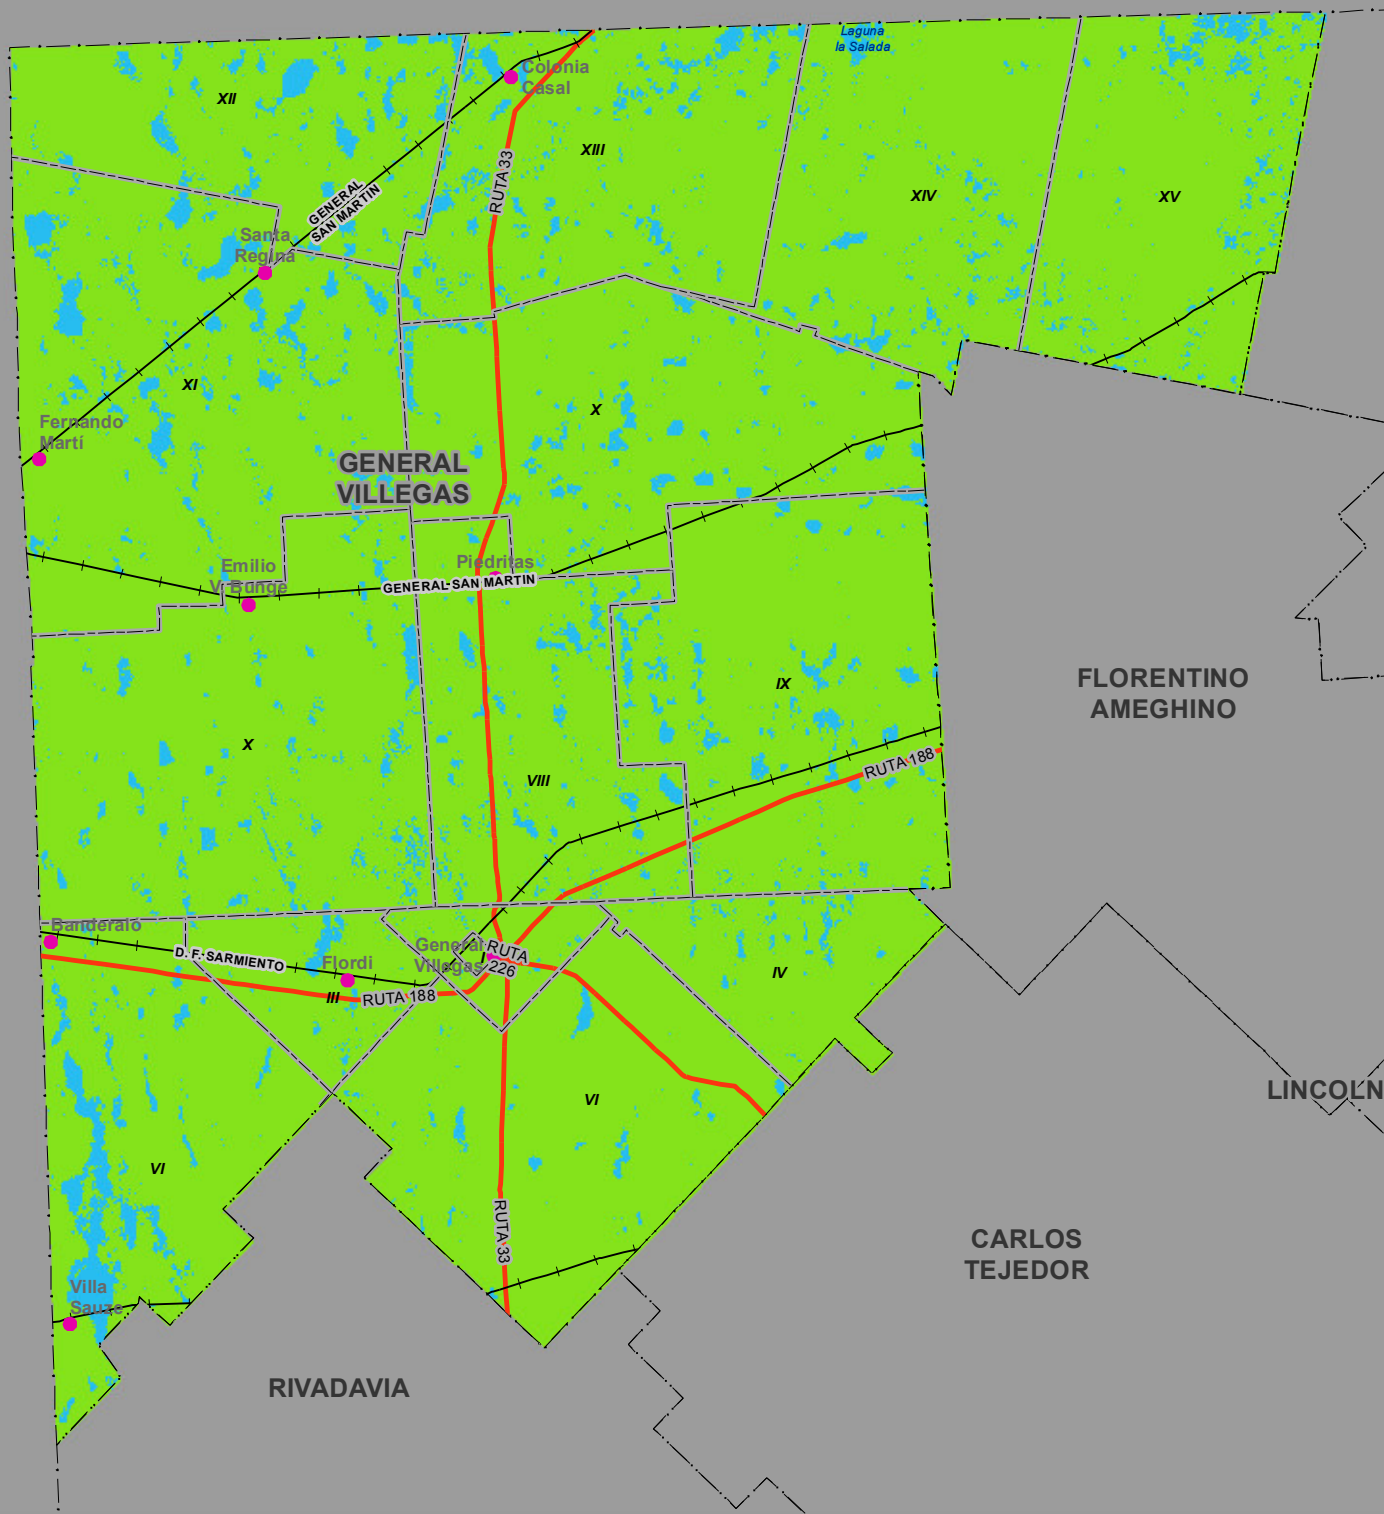 Laguna
la Salada
Colonia
Casal
XII
XIII
RUTA 33
GENERAL
SAN MARTIN
XIV
XV
Santa
Regina
XI
X
Fernando
Martí
GENERAL
VILLEGAS
Piedritas
Emilio
V. Bunge
GENERAL SAN MARTIN
IX
FLORENTINO
AMEGHINO
X
VIII
RUTA 188
Banderaló
D. F. SARMIENTO
Elordi
General
Villegas
RUTA
226
IV
III
RUTA 188
LINCOLN
VI
VI
RUTA 33
CARLOS
TEJEDOR
Villa
Sauze
RIVADAVIA